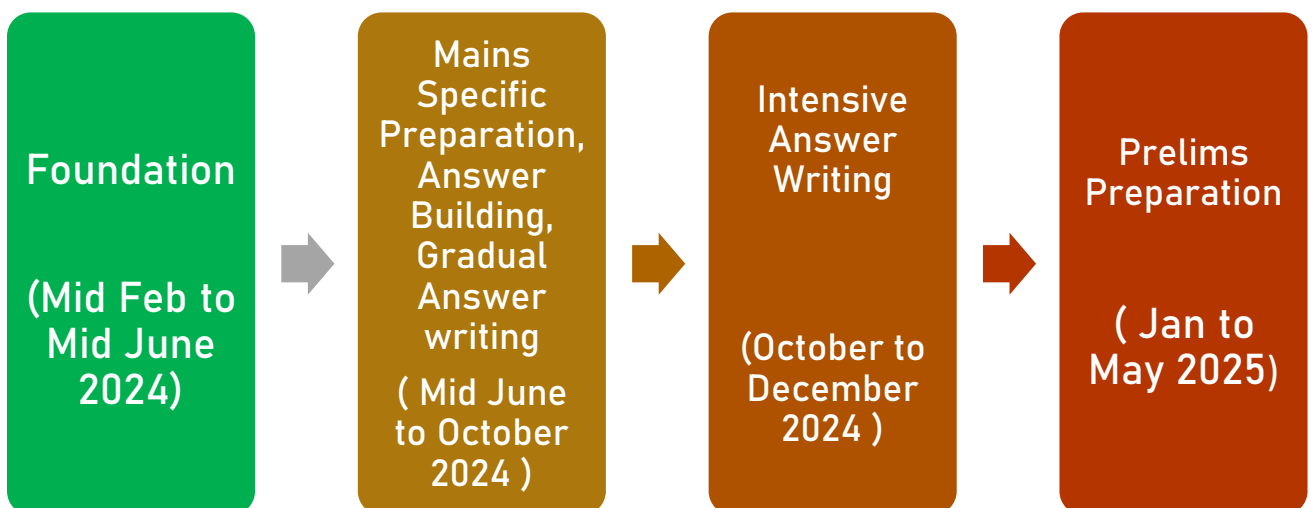 Foundation
(Mid Feb to
Mid June
2024)
Mains
Specific
Preparation,
Answer
Building,
Gradual
Answer
writing
( Mid June
to October
2024 )
Intensive
Answer
Writing
(October to
December
2024 )
Prelims
Preparation
( Jan to
May 2025)